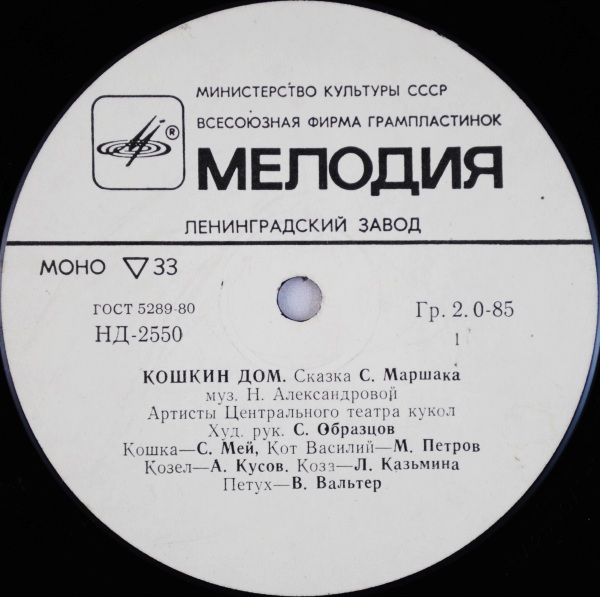 МИНИСТЕРСТВО КУЛЬТУРЫ СССР
ВСЕСОЮЗНАЯ ФИРМА ГРАМПЛАСТИНОК
®
МЕЛОДИЯ
ЛЕНИНГРАДСКИЙ ЗАВОД
МОНО ▽ 33
ГОСТ 5289-80
НД-2550
Гр. 2.0-85
1
КОШКИН ДОМ. Сказка С. Маршака
муз. Н. Александровой
Артисты Центрального театра кукол
Худ. рук. С. Образцов
Кошка—С. Мей, Кот Василий—М. Петров
Козел—А. Кусов. Коза—Л. Казьмина
Петух—В. Вальтер